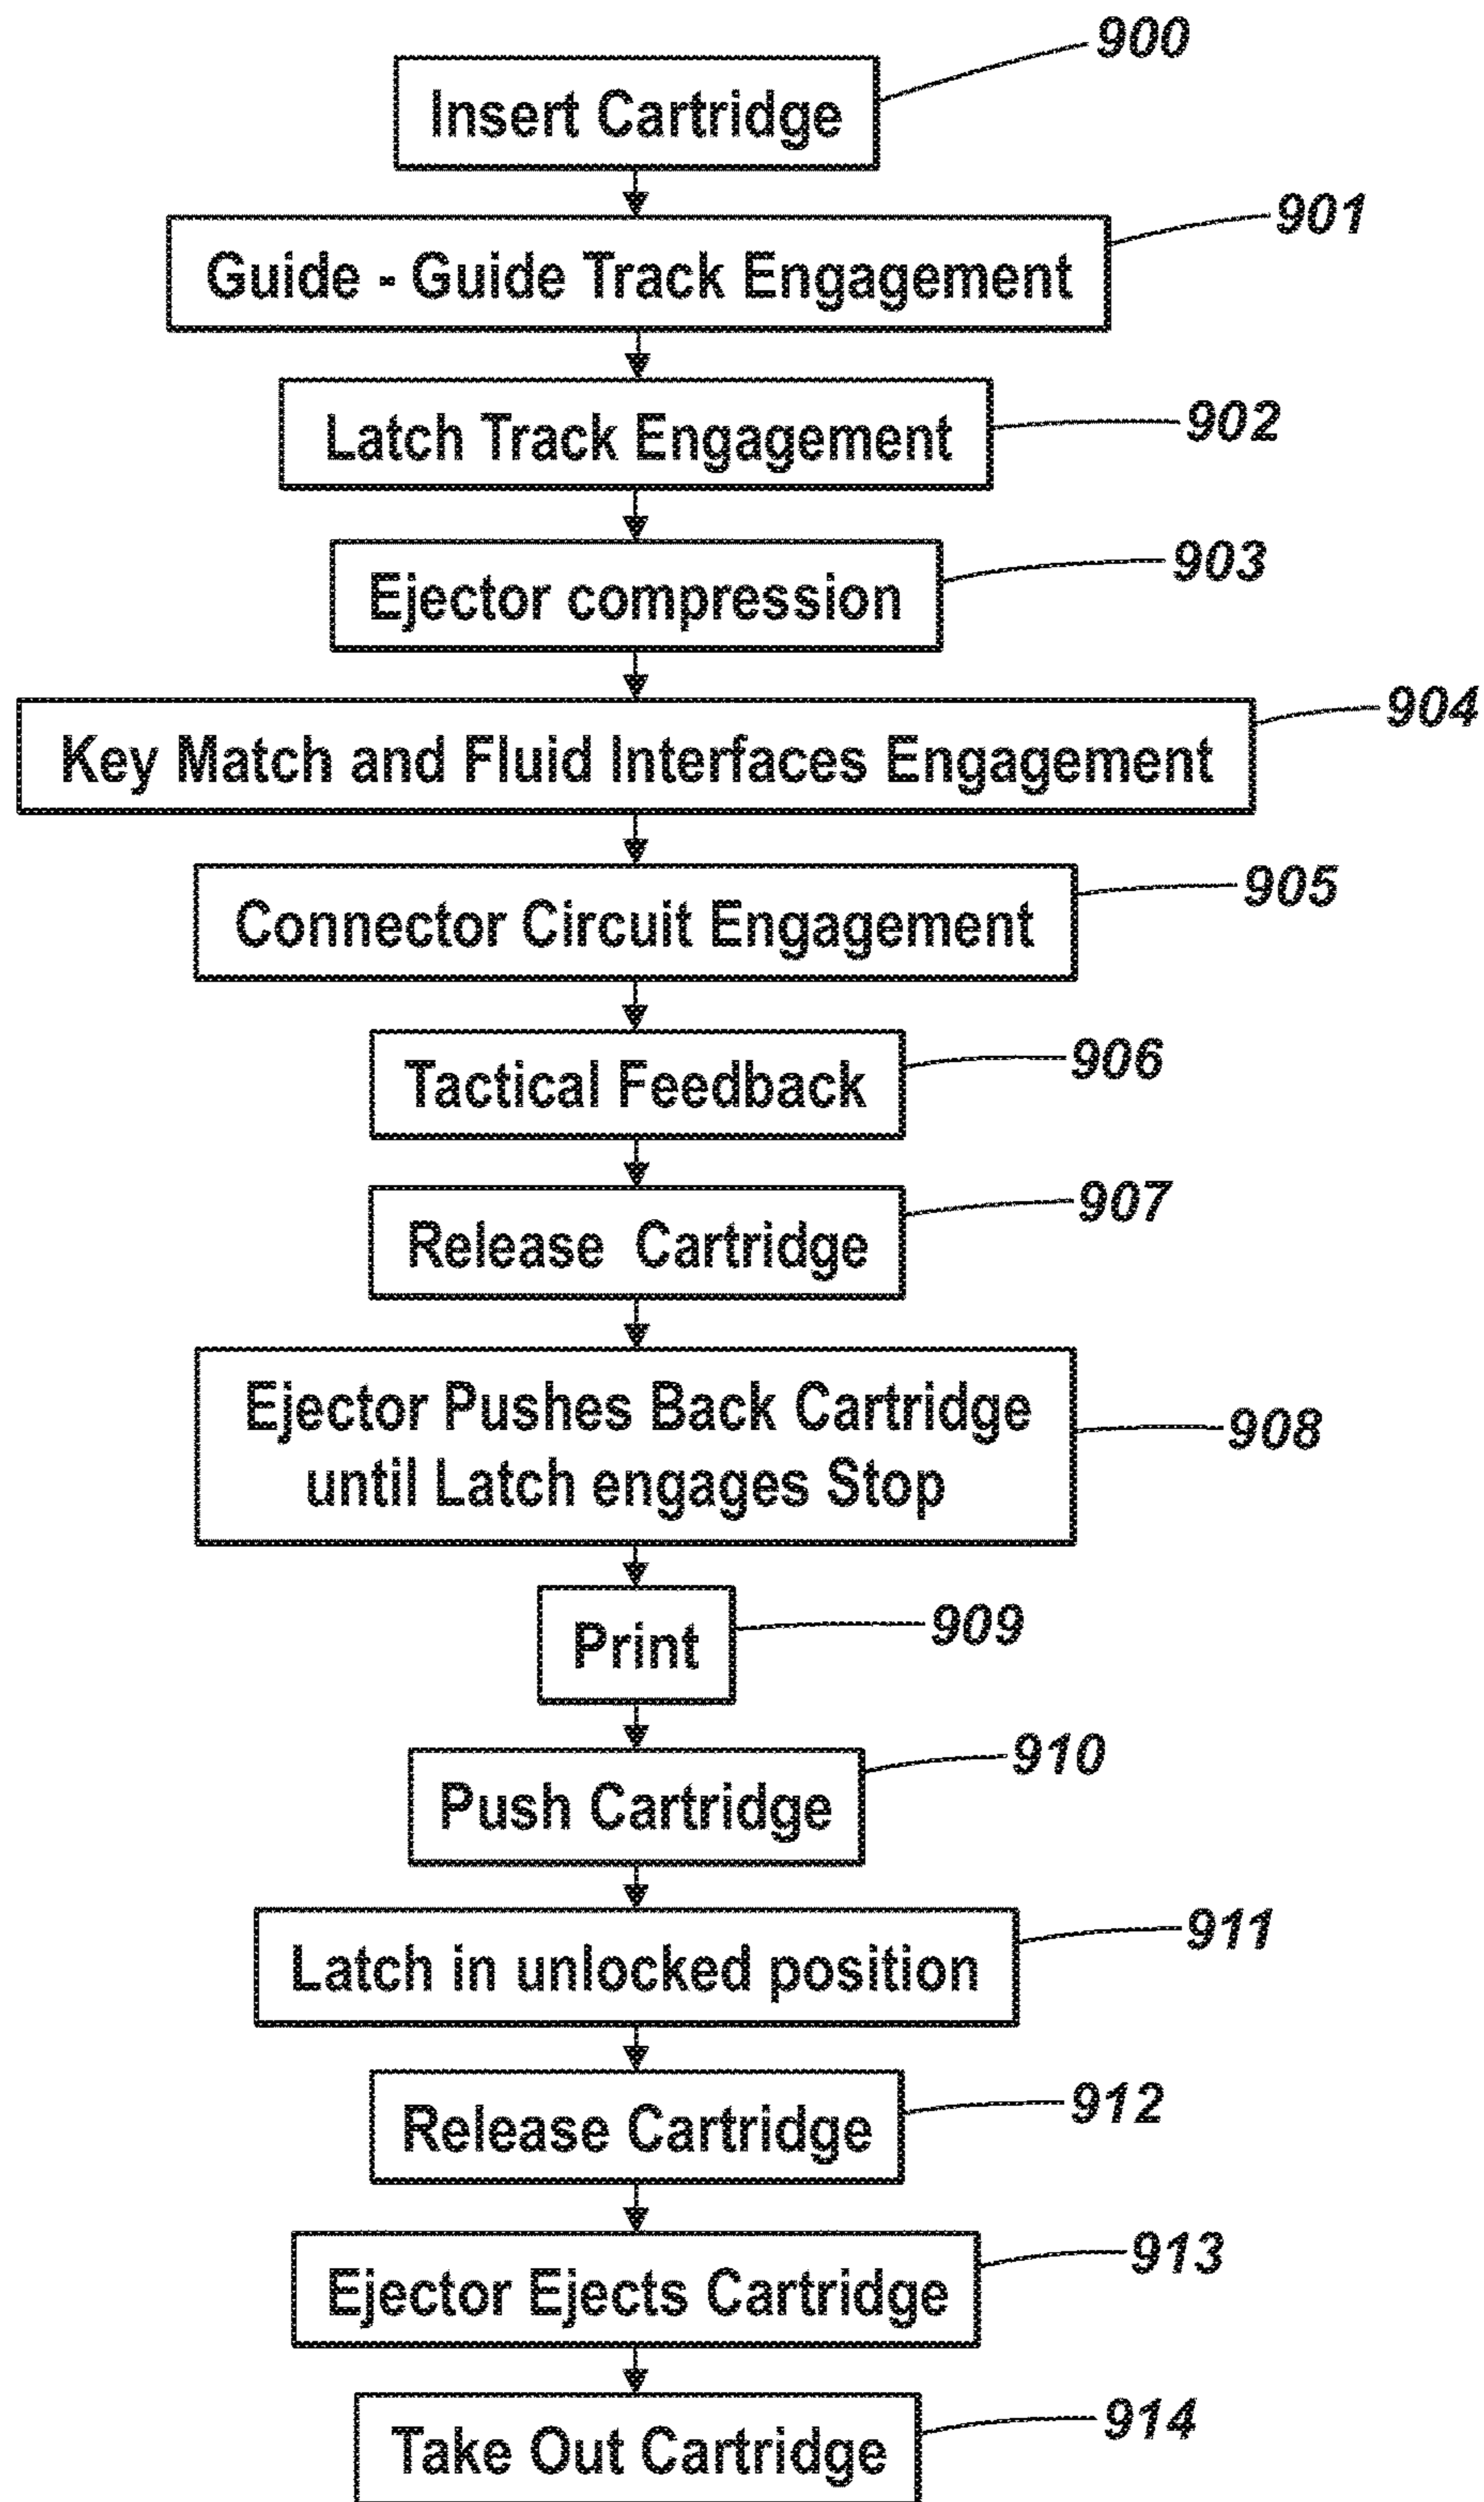 900
Insert Cartridge
901
Guide - Guide Track Engagement
902
Latch Track Engagement
903
Ejector compression
904
Key Match and Fluid Interfaces Engagement
905
Connector Circuit Engagement
906
Tactical Feedback
907
Release Cartridge
908
Ejector Pushes Back Cartridge
until Latch engages Stop
909
Print
910
Push Cartridge
911
Latch in unlocked position
912
Release Cartridge
913
Ejector Ejects Cartridge
914
Take Out Cartridge